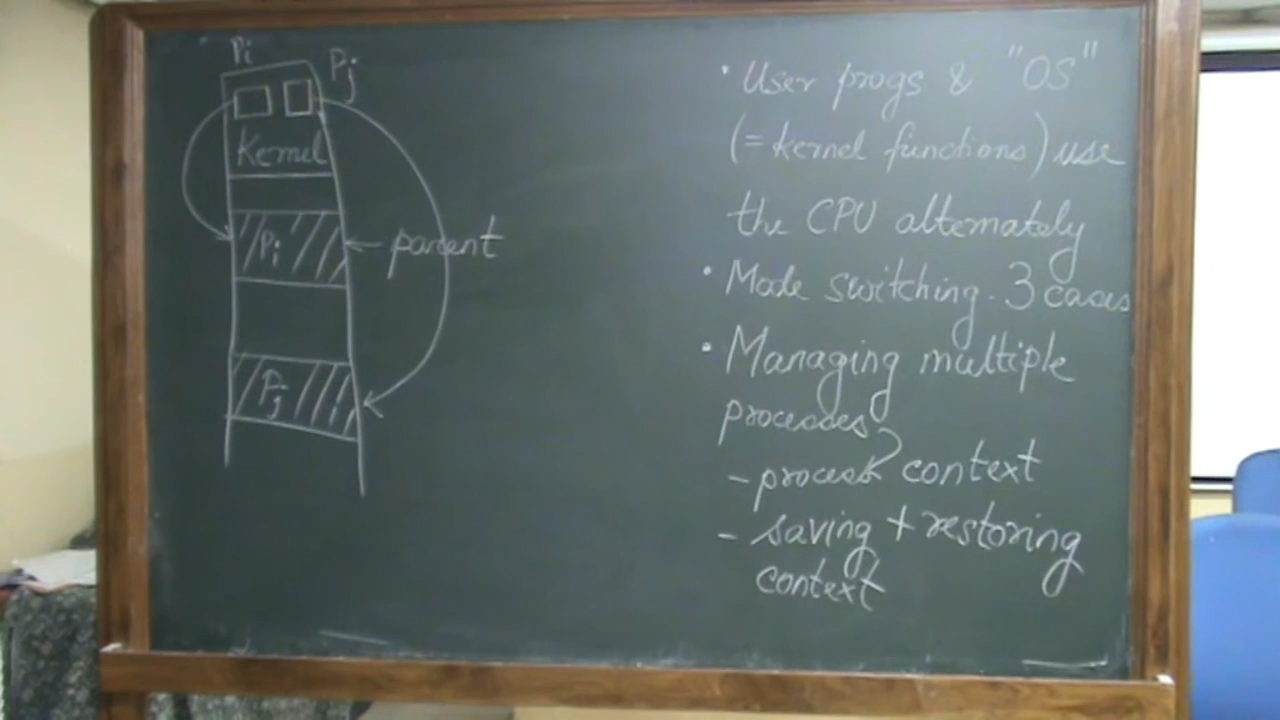 Pi
Pj
Kernel
Pi
parent
Pj
• User progs & "OS"
(= kernel functions) use
the CPU alternately
• Mode switching - 3 cases
• Managing multiple
processes?
- process context
- saving + restoring
context